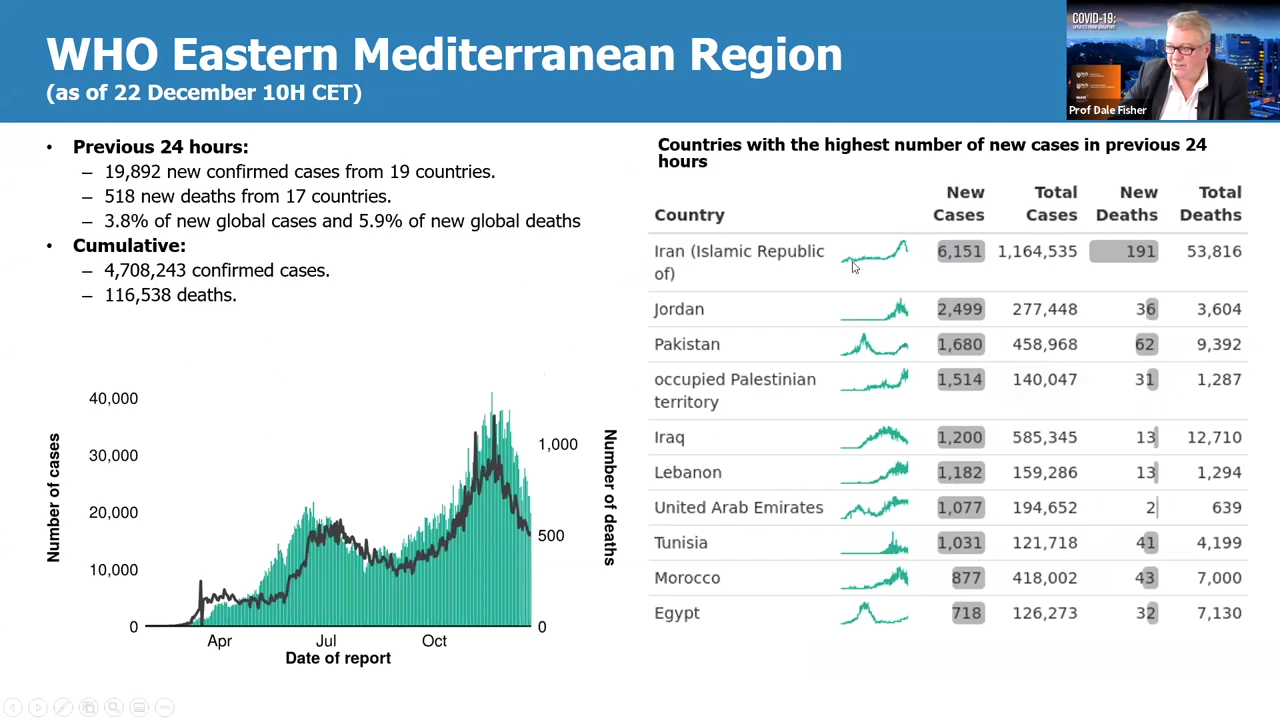 WHO Eastern Mediterranean Region
(as of 22 December 10H CET)
COVID-19:
Prof Dale Fisher
• Previous 24 hours:
– 19,892 new confirmed cases from 19 countries.
– 518 new deaths from 17 countries.
– 3.8% of new global cases and 5.9% of new global deaths
• Cumulative:
– 4,708,243 confirmed cases.
– 116,538 deaths.
Number of cases
40,000
30,000
20,000
10,000
0
1,000
500
0
Number of deaths
Apr Jul Oct
Date of report
Countries with the highest number of new cases in previous 24
hours
Country New Cases Total Cases New Deaths Total Deaths
Iran (Islamic Republic of) 6,151 1,164,535 191 53,816
Jordan 2,499 277,448 36 3,604
Pakistan 1,680 458,968 62 9,392
occupied Palestinian territory 1,514 140,047 31 1,287
Iraq 1,200 585,345 13 12,710
Lebanon 1,182 159,286 13 1,294
United Arab Emirates 1,077 194,652 2 639
Tunisia 1,031 121,718 41 4,199
Morocco 877 418,002 43 7,000
Egypt 718 126,273 32 7,130